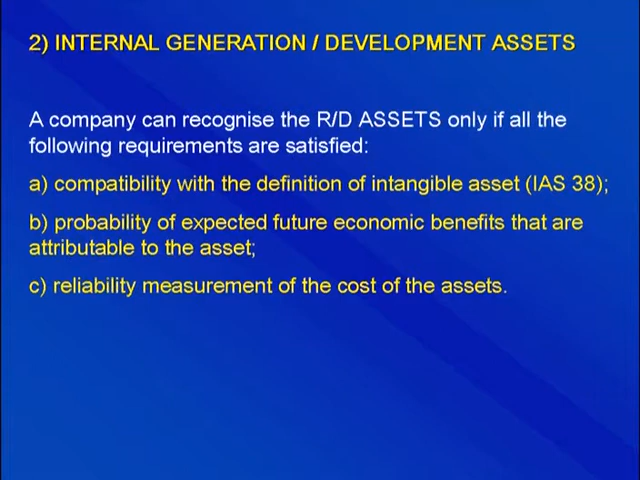 2) INTERNAL GENERATION / DEVELOPMENT ASSETS
A company can recognise the R/D ASSETS only if all the
following requirements are satisfied:
a) compatibility with the definition of intangible asset (IAS 38);
b) probability of expected future economic benefits that are
attributable to the asset;
c) reliability measurement of the cost of the assets.